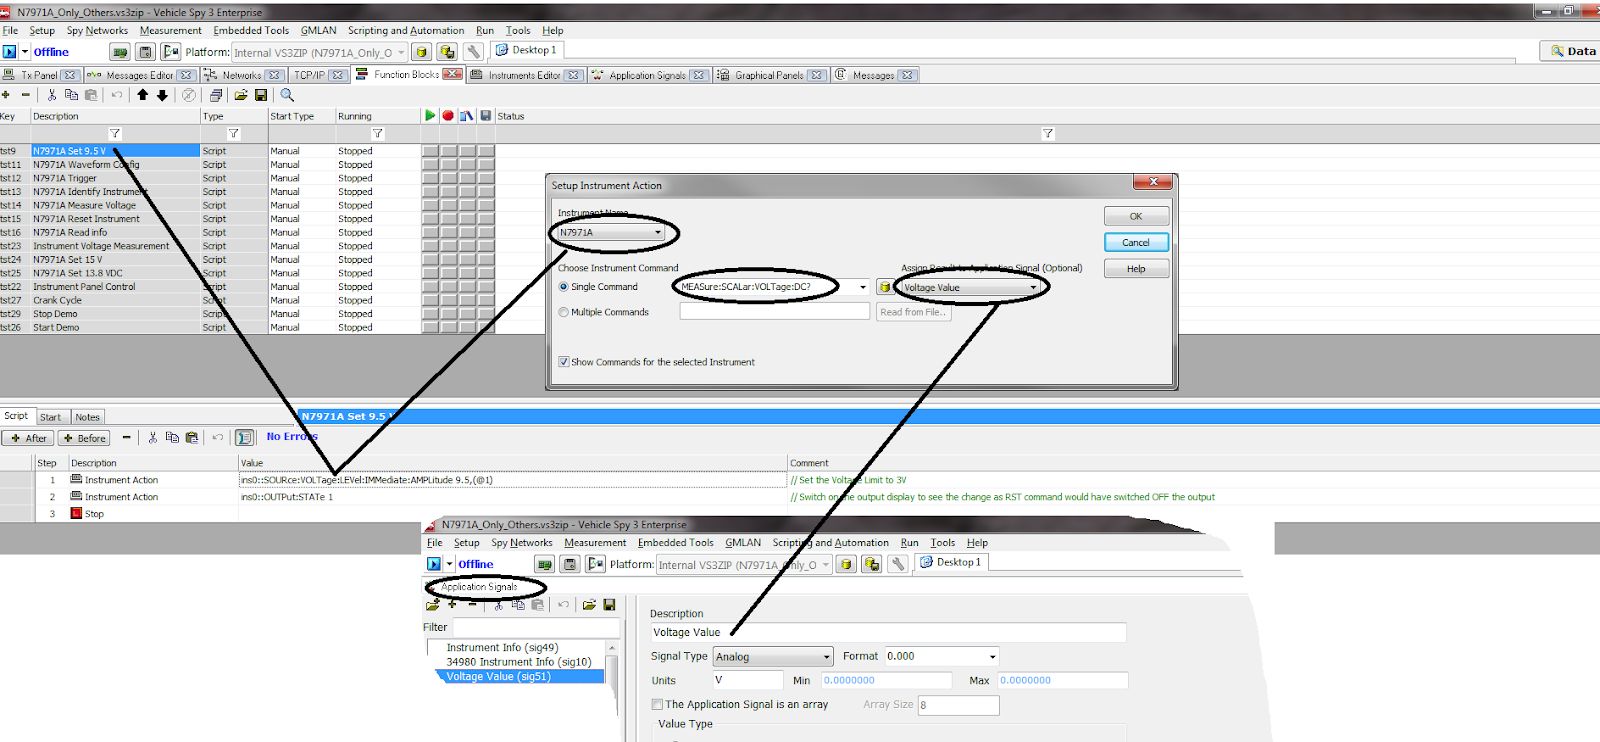 N7971A_Only_Others.vs3zip - Vehicle Spy 3 Enterprise
File Setup Spy Networks Measurement Embedded Tools GMLAN Scripting and Automation Run Tools Help
Offline Platform: Internal VS3ZIP (N7971A_Only_O Desktop 1 Data
Tx Panel Messages Editor Networks TCP/IP Function Blocks Instruments Editor Application Signals Graphical Panels Messages
Key Description Type Start Type Running Status
tst9 N7971A Set 9.5 V Script Manual Stopped
tst11 N7971A Waveform Config Script Manual Stopped
tst12 N7971A Trigger Script Manual Stopped
tst13 N7971A Identify Instrument Script Manual Stopped
tst14 N7971A Measure Voltage Script Manual Stopped
tst15 N7971A Reset Instrument Script Manual Stopped
tst16 N7971A Read info Script Manual Stopped
tst23 Instrument Voltage Measurement Script Manual Stopped
tst24 N7971A Set 15 V Script Manual Stopped
tst25 N7971A Set 13.8 VDC Script Manual Stopped
tst22 Instrument Panel Control Script Manual Stopped
tst27 Crank Cycle Script Manual Stopped
tst29 Stop Demo Script Manual Stopped
tst26 Start Demo Script Manual Stopped
Setup Instrument Action
Instrument Name
N7971A
OK
Cancel
Help
Choose Instrument Command Assign Result to Application Signal (Optional)
Single Command MEASure:SCALar:VOLTage:DC? Voltage Value
Multiple Commands Read from File..
Show Commands for the selected Instrument
Script Start Notes N7971A Set 9.5 V
After Before No Errors
Step Description Value Comment
1 Instrument Action ins0::SOURce:VOLTage:LEVel:IMMediate:AMPLitude 9.5,(@1) // Set the Voltage Limit to 3V
2 Instrument Action ins0::OUTPut:STATe 1 // Switch on the output display to see the change as RST command would have switched OFF the output
3 Stop
N7971A_Only_Others.vs3zip - Vehicle Spy 3 Enterprise
File Setup Spy Networks Measurement Embedded Tools GMLAN Scripting and Automation Run Tools Help
Offline Platform: Internal VS3ZIP (N7971A_Only_O Desktop 1
Application Signals
Filter
Instrument Info (sig49)
34980 Instrument Info (sig10)
Voltage Value (sig51)
Description
Voltage Value
Signal Type Analog Format 0.000
Units V Min 0.0000000 Max 0.0000000
The Application Signal is an array Array Size 8
Value Type